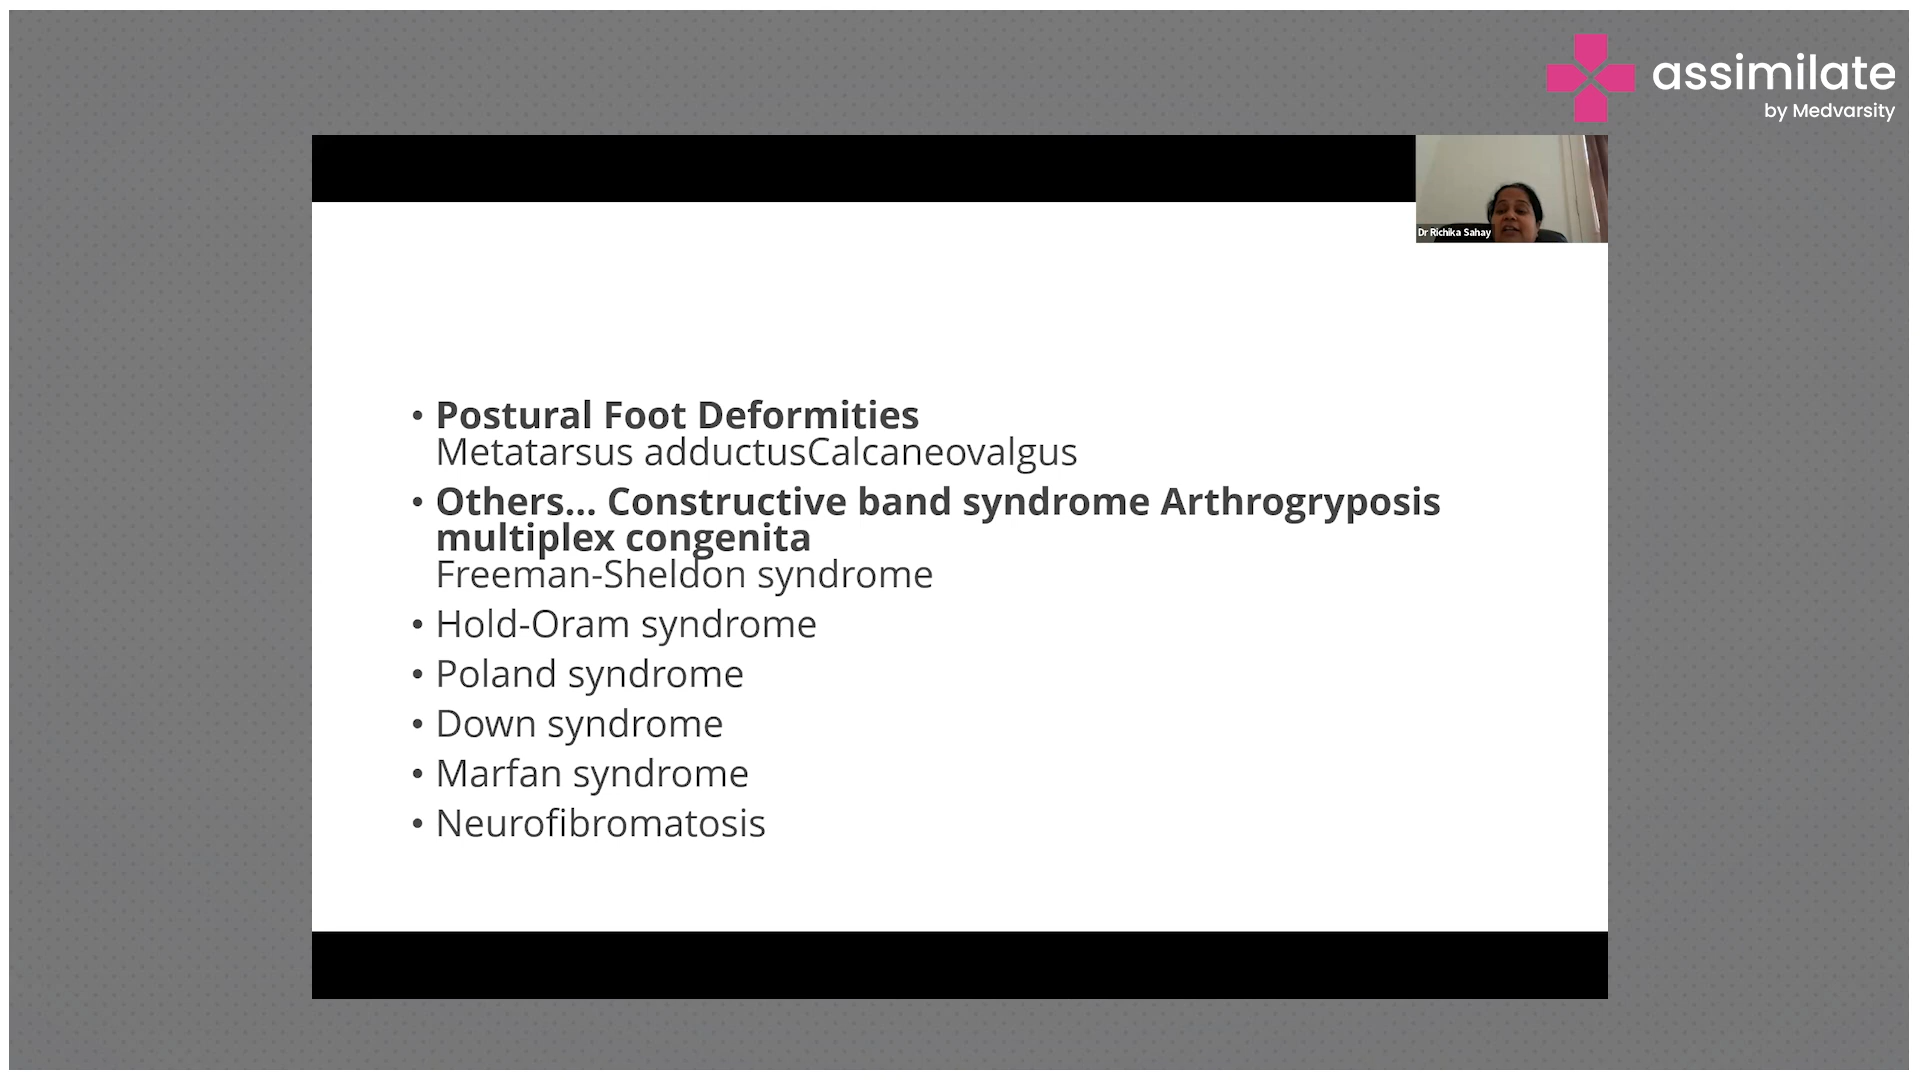 assimilate
by Medvarsity
Dr Richika Sahay
• Postural Foot Deformities
Metatarsus adductusCalcaneovalgus
• Others... Constructive band syndrome Arthrogryposis
multiplex congenita
Freeman-Sheldon syndrome
• Hold-Oram syndrome
• Poland syndrome
• Down syndrome
• Marfan syndrome
• Neurofibromatosis